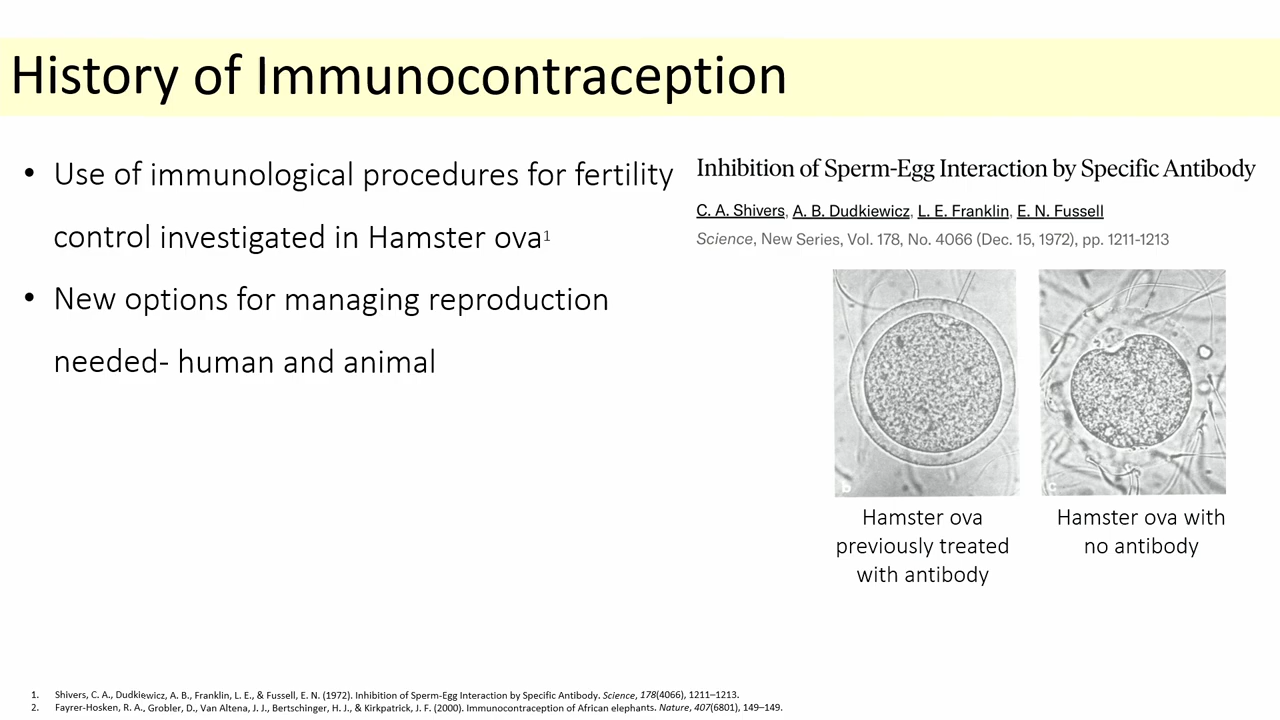 History of Immunocontraception
• Use of immunological procedures for fertility
control investigated in Hamster ova1
• New options for managing reproduction
needed- human and animal
Inhibition of Sperm-Egg Interaction by Specific Antibody
C. A. Shivers, A. B. Dudkiewicz, L. E. Franklin, E. N. Fussell
Science, New Series, Vol. 178, No. 4066 (Dec. 15, 1972), pp. 1211-1213
b
c
Hamster ova
previously treated
with antibody
Hamster ova with
no antibody
1. Shivers, C. A., Dudkiewicz, A. B., Franklin, L. E., & Fussell, E. N. (1972). Inhibition of Sperm-Egg Interaction by Specific Antibody. Science, 178(4066), 1211–1213.
2. Fayrer-Hosken, R. A., Grobler, D., Van Altena, J. J., Bertschinger, H. J., & Kirkpatrick, J. F. (2000). Immunocontraception of African elephants. Nature, 407(6801), 149–149.